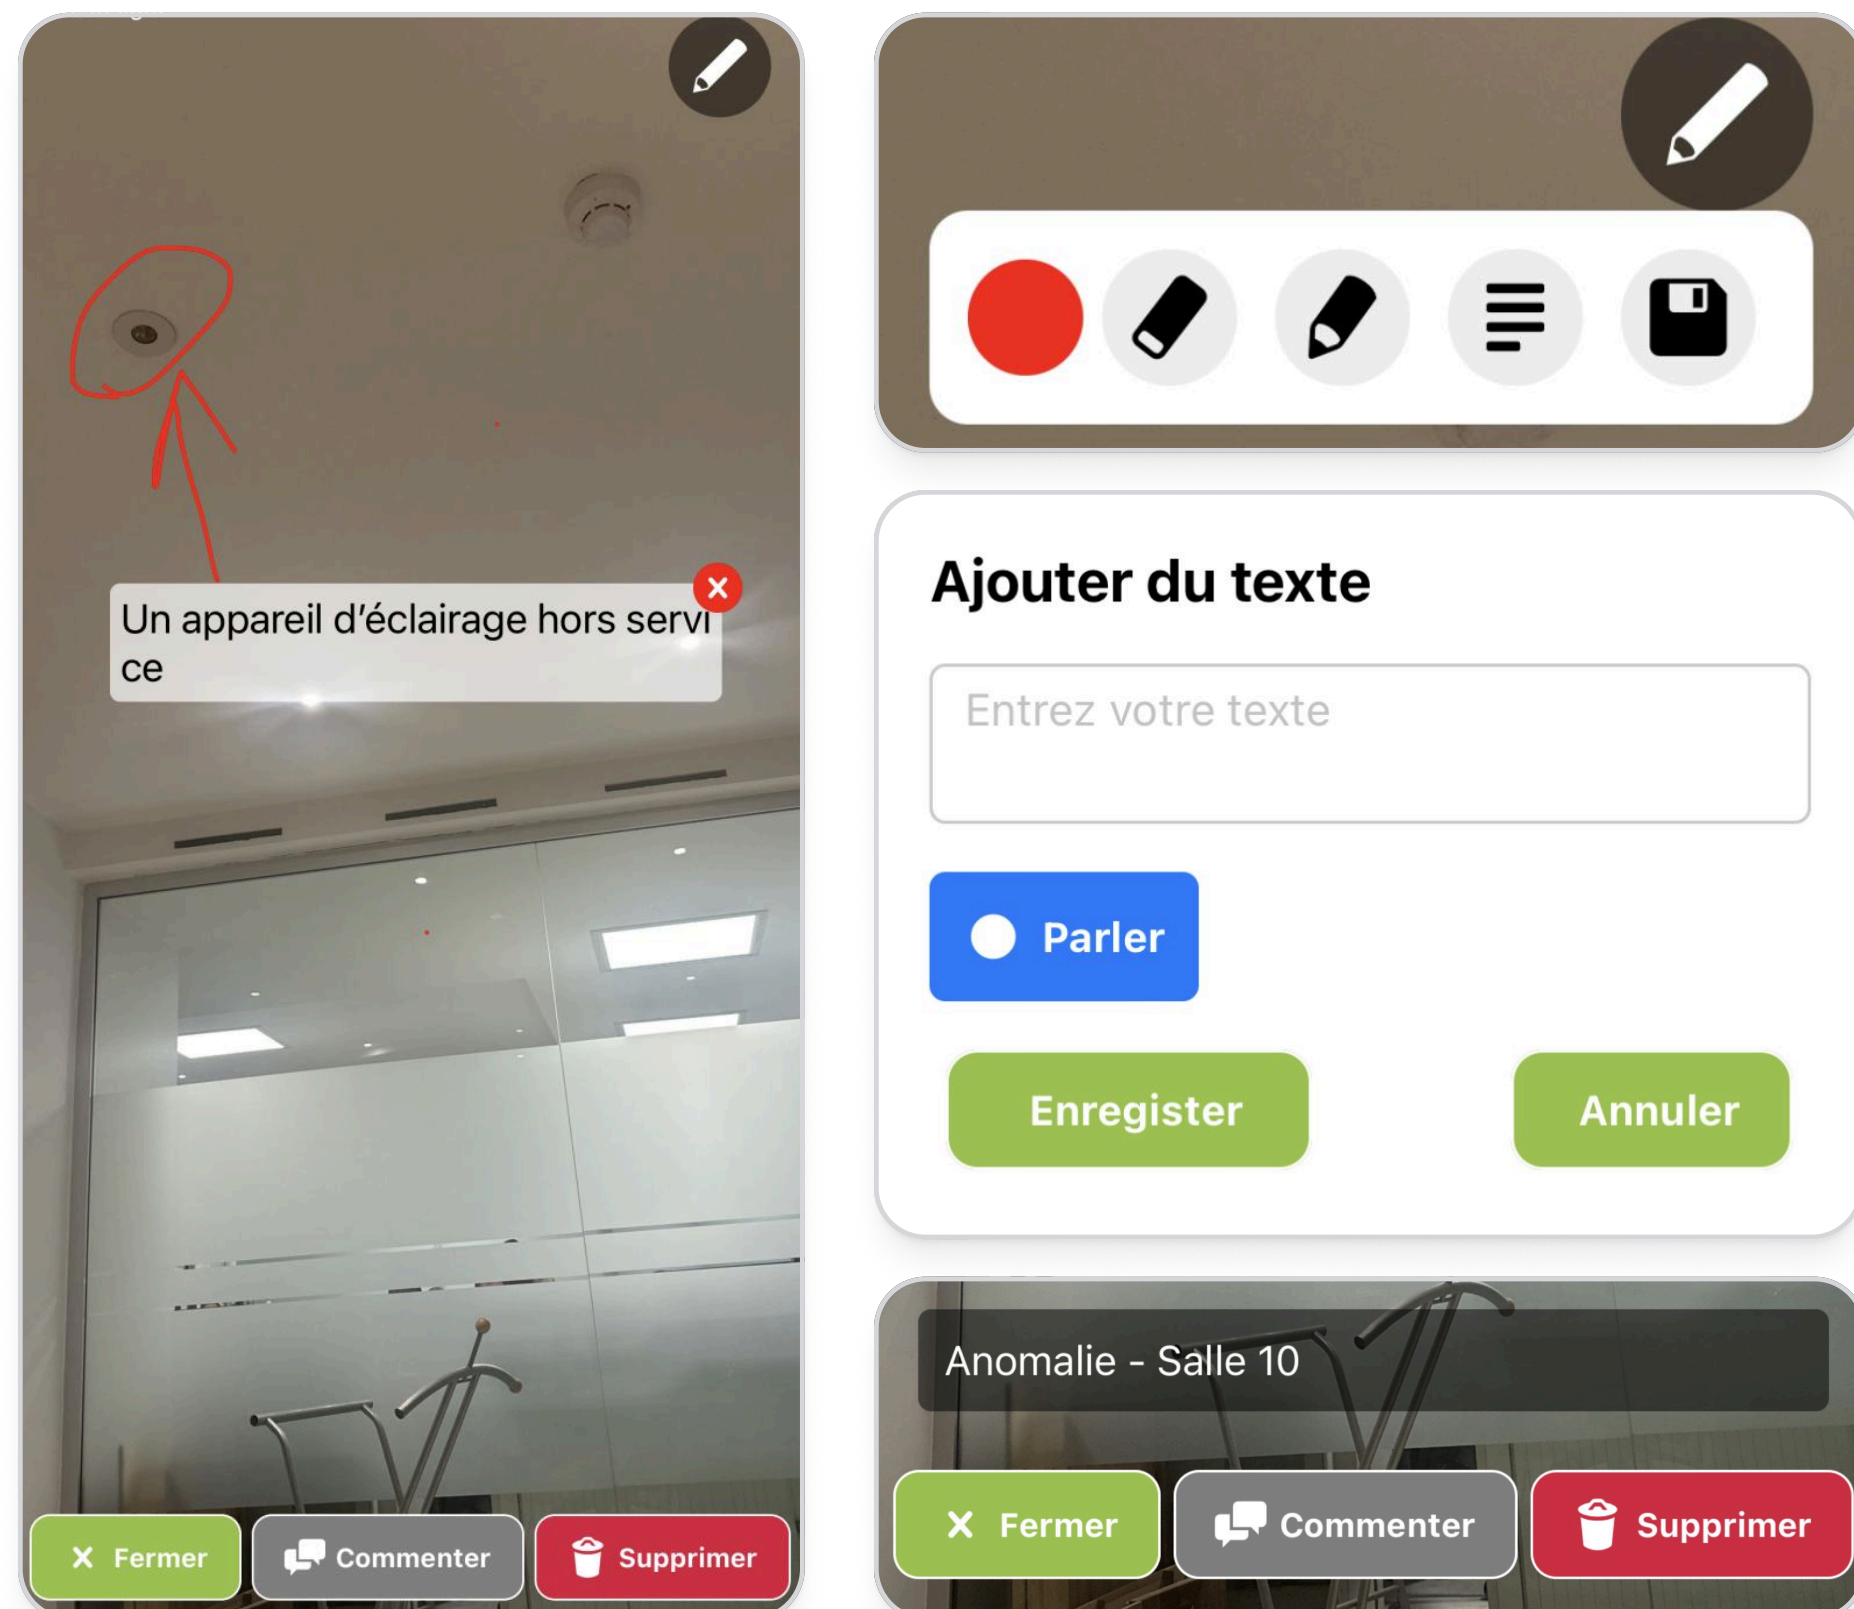 Un appareil d’éclairage hors servi
ce
Fermer
Commenter
Supprimer
Ajouter du texte
Entrez votre texte
Parler
Enregister
Annuler
Anomalie - Salle 10
Fermer
Commenter
Supprimer